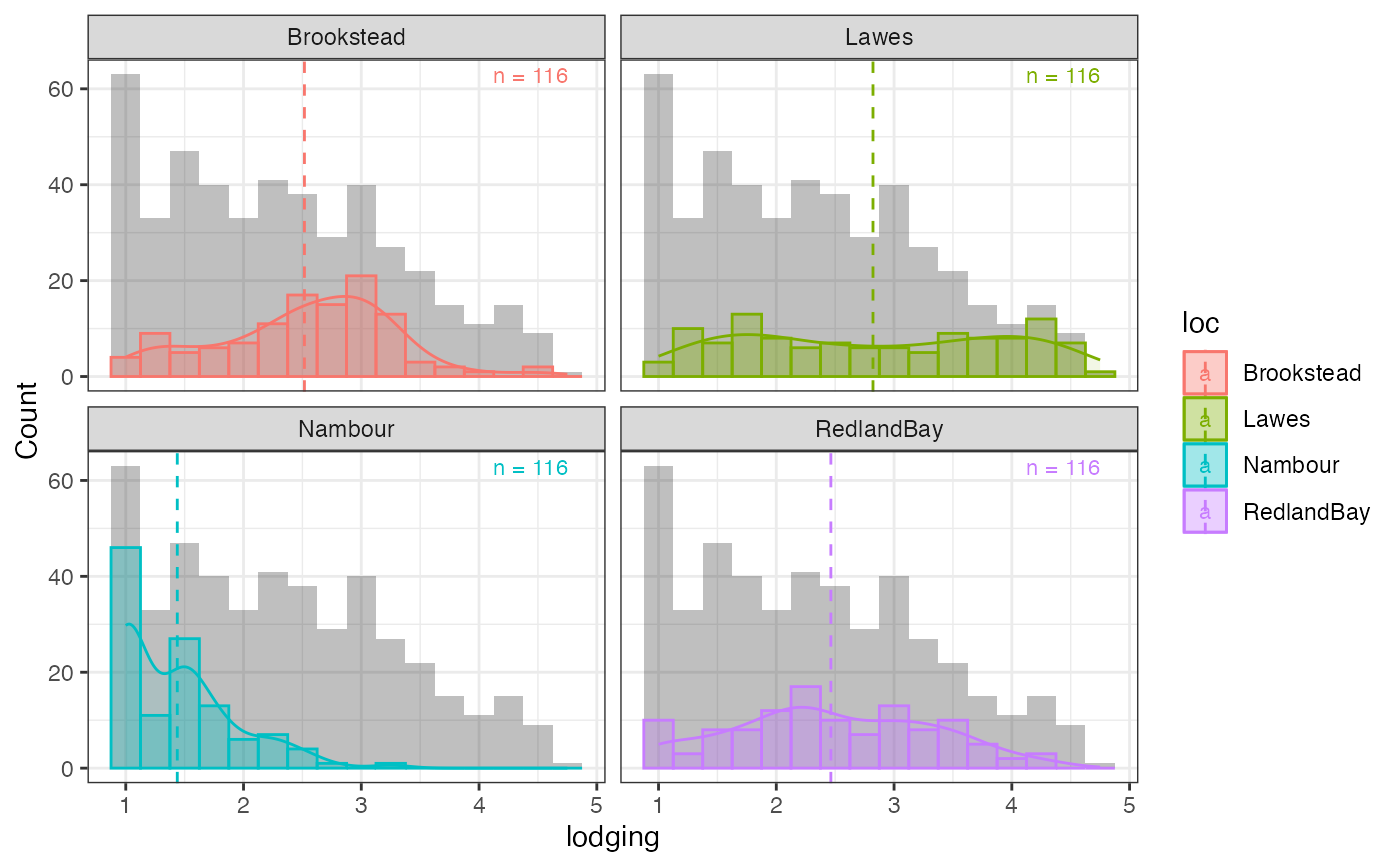 Brookstead
Lawes
n = 116
n = 116
60
40
20
0
Nambour
RedlandBay
n = 116
n = 116
60
40
20
0
1 2 3 4 5
1 2 3 4 5
Count
lodging
loc
a Brookstead
a Lawes
a Nambour
a RedlandBay